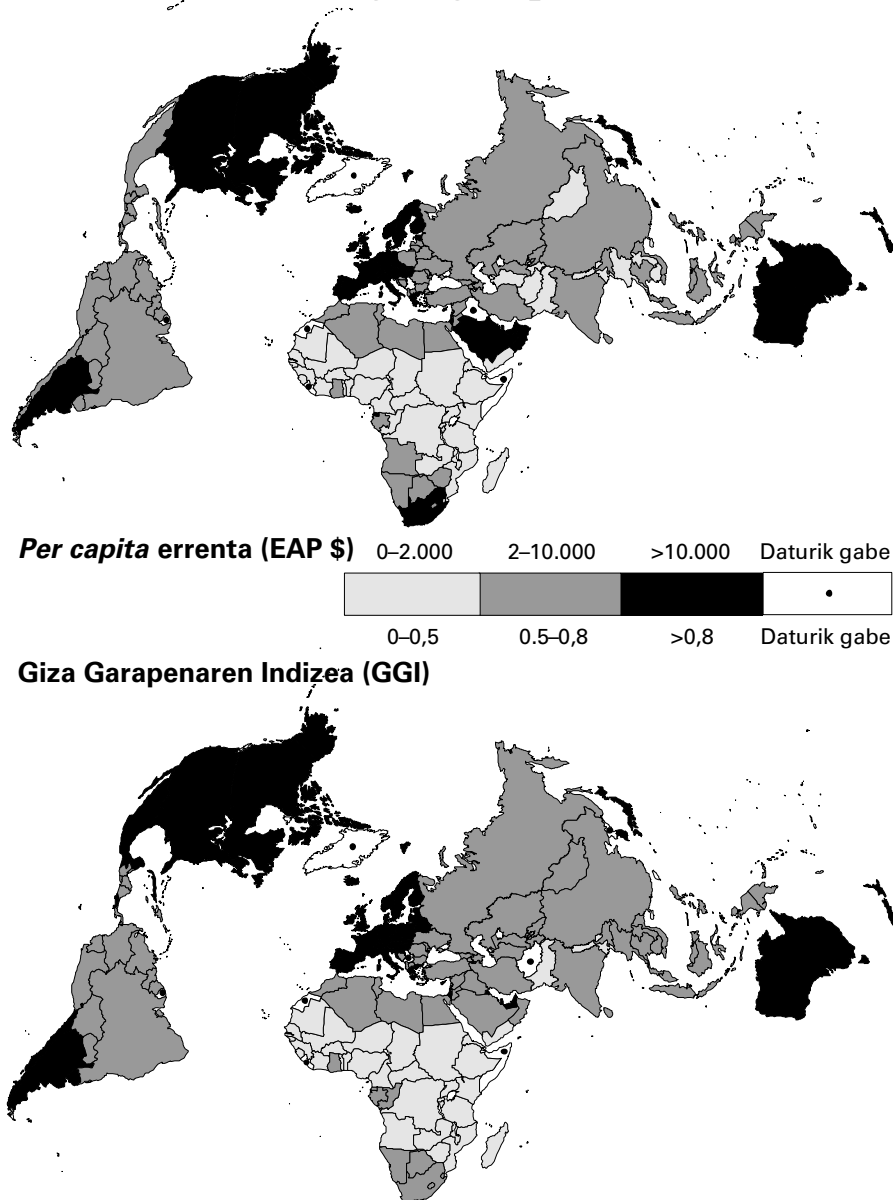 Per capita errenta (EAP $) 0–2.000 2–10.000 >10.000 Daturik gabe
0–0,5 0.5–0,8 >0,8 Daturik gabe
Giza Garapenaren Indizea (GGI)